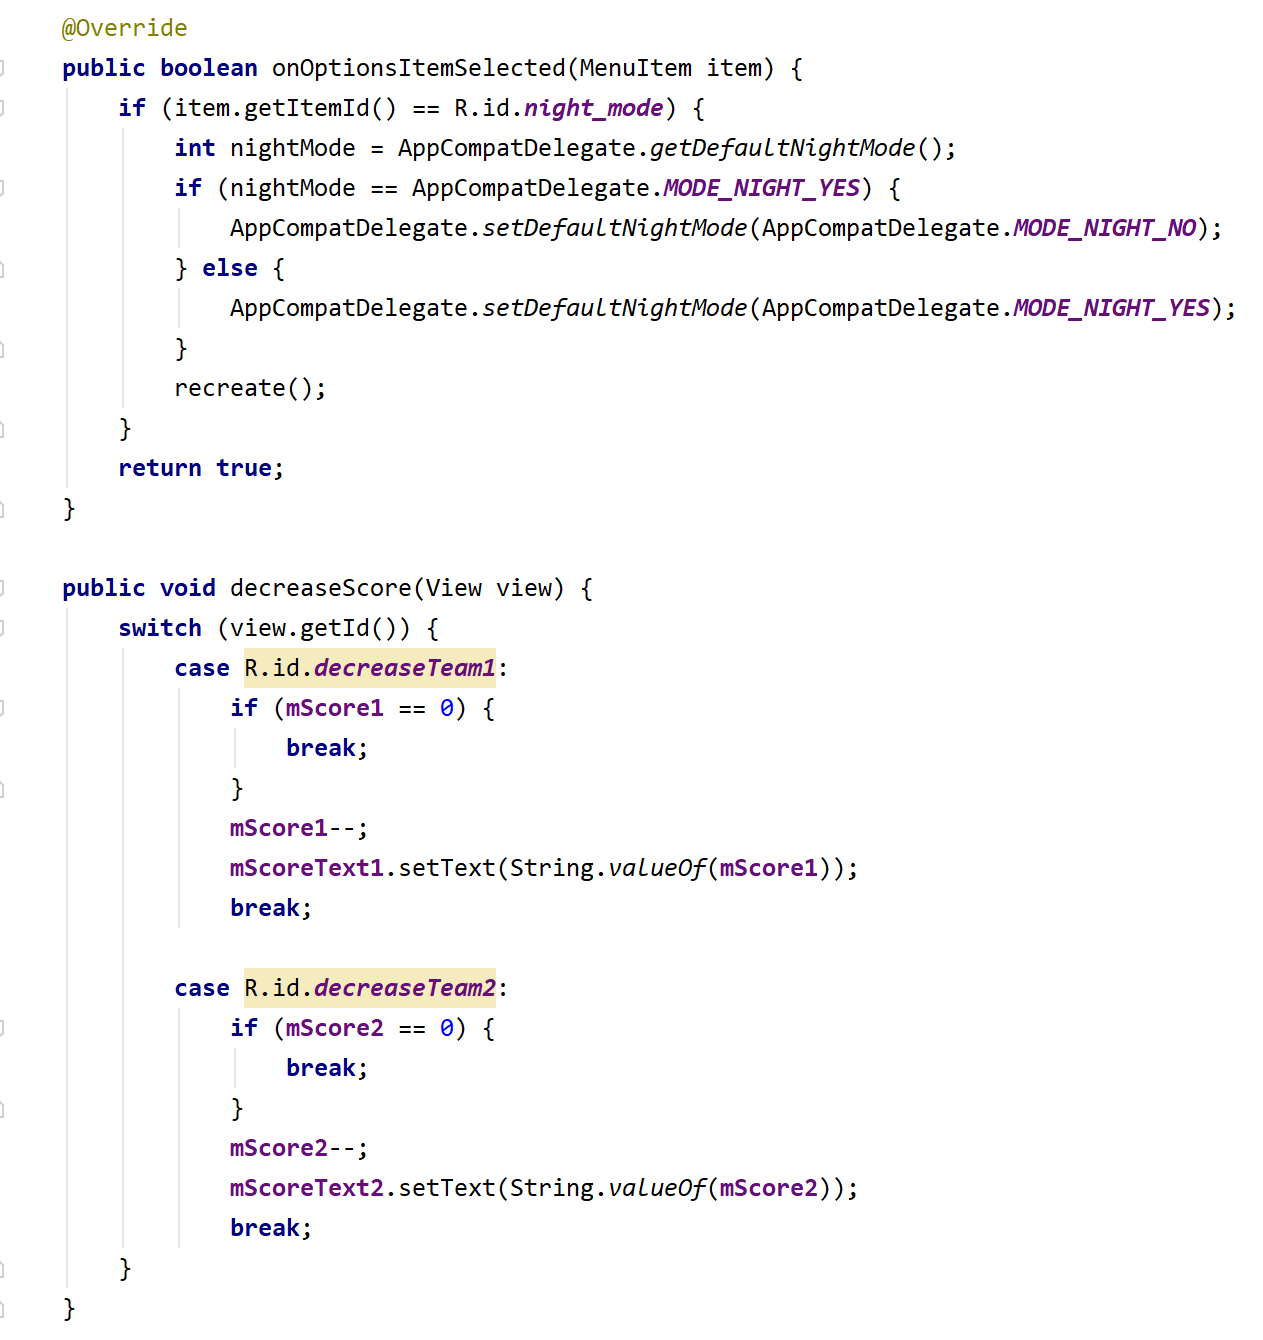 @Override
public boolean onOptionsItemSelected(MenuItem item) {
    if (item.getItemId() == R.id.night_mode) {
        int nightMode = AppCompatDelegate.getDefaultNightMode();
        if (nightMode == AppCompatDelegate.MODE_NIGHT_YES) {
            AppCompatDelegate.setDefaultNightMode(AppCompatDelegate.MODE_NIGHT_NO);
        } else {
            AppCompatDelegate.setDefaultNightMode(AppCompatDelegate.MODE_NIGHT_YES);
        }
        recreate();
    }
    return true;
}

public void decreaseScore(View view) {
    switch (view.getId()) {
        case R.id.decreaseTeam1:
            if (mScore1 == 0) {
                break;
            }
            mScore1--;
            mScoreText1.setText(String.valueOf(mScore1));
            break;

        case R.id.decreaseTeam2:
            if (mScore2 == 0) {
                break;
            }
            mScore2--;
            mScoreText2.setText(String.valueOf(mScore2));
            break;
    }
}